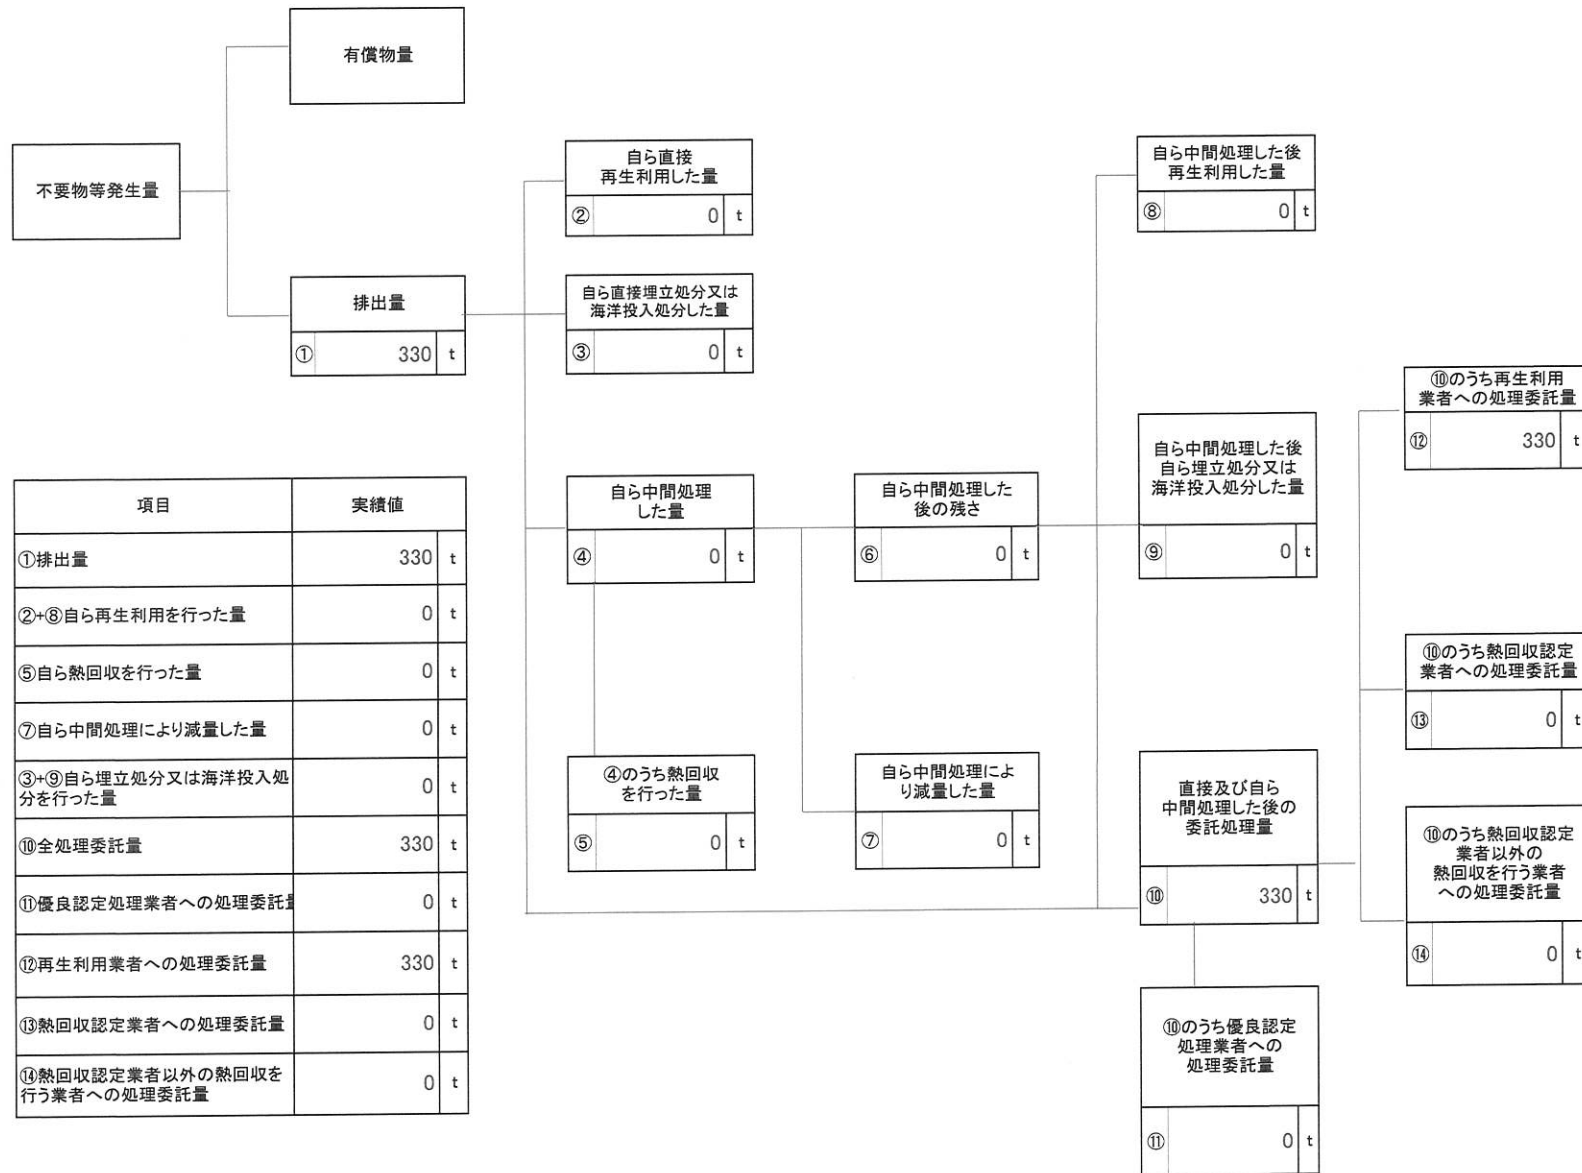 有償物量
不要物等発生量
排出量
① 330 t
自ら直接
再生利用した量
② 0 t
自ら直接埋立処分又は
海洋投入処分した量
③ 0 t
自ら中間処理
した量
④ 0 t
④のうち熱回収
を行った量
⑤ 0 t
自ら中間処理した
後の残さ
⑥ 0 t
自ら中間処理によ
り減量した量
⑦ 0 t
自ら中間処理した後
再生利用した量
⑧ 0 t
自ら中間処理した後
自ら埋立処分又は
海洋投入処分した量
⑨ 0 t
直接及び自ら
中間処理した後の
委託処理量
⑩ 330 t
⑩のうち優良認定
処理業者への
処理委託量
⑪ 0 t
⑩のうち再生利用
業者への処理委託量
⑫ 330 t
⑩のうち熱回収認定
業者への処理委託量
⑬ 0 t
⑩のうち熱回収認定
業者以外の
熱回収を行う業者
への処理委託量
⑭ 0 t
項目 実績値
①排出量 330 t
②+⑧自ら再生利用を行った量 0 t
⑤自ら熱回収を行った量 0 t
⑦自ら中間処理により減量した量 0 t
③+⑨自ら埋立処分又は海洋投入処
分を行った量 0 t
⑩全処理委託量 330 t
⑪優良認定処理業者への処理委託 0 t
⑫再生利用業者への処理委託量 330 t
⑬熱回収認定業者への処理委託量 0 t
⑭熱回収認定業者以外の熱回収を
行う業者への処理委託量 0 t